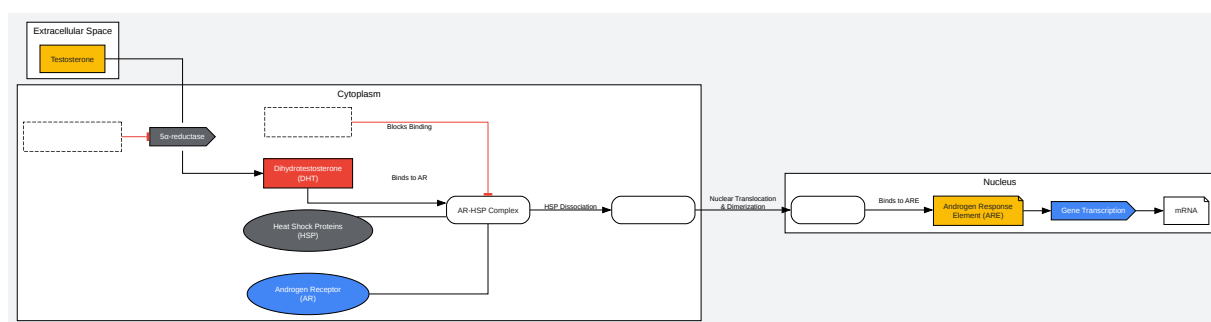 Extracellular Space
Testosterone
Cytoplasm
5α-reductase
Blocks Binding
Dihydrotestosterone
(DHT)
Binds to AR
AR-HSP Complex
HSP Dissociation
Heat Shock Proteins
(HSP)
Androgen Receptor
(AR)
Nuclear Translocation
& Dimerization
Nucleus
Binds to ARE
Androgen Response
Element (ARE)
Gene Transcription
mRNA